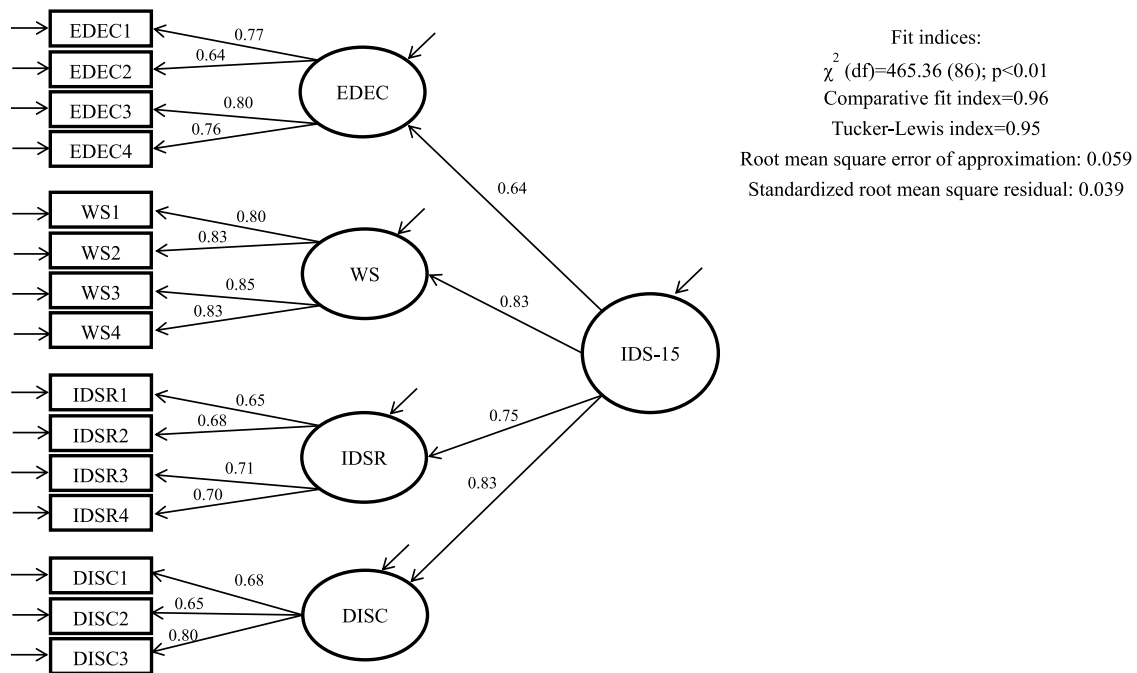 EDEC1
EDEC2
EDEC3
EDEC4
0.77
0.64
0.80
0.76
EDEC
WS1
WS2
WS3
WS4
0.80
0.83
0.85
0.83
WS
IDSR1
IDSR2
IDSR3
IDSR4
0.65
0.68
0.71
0.70
IDSR
DISC1
DISC2
DISC3
0.68
0.65
0.80
DISC
0.64
0.83
0.75
0.83
IDS-15
Fit indices:
χ² (df)=465.36 (86); p<0.01
Comparative fit index=0.96
Tucker-Lewis index=0.95
Root mean square error of approximation: 0.059
Standardized root mean square residual: 0.039